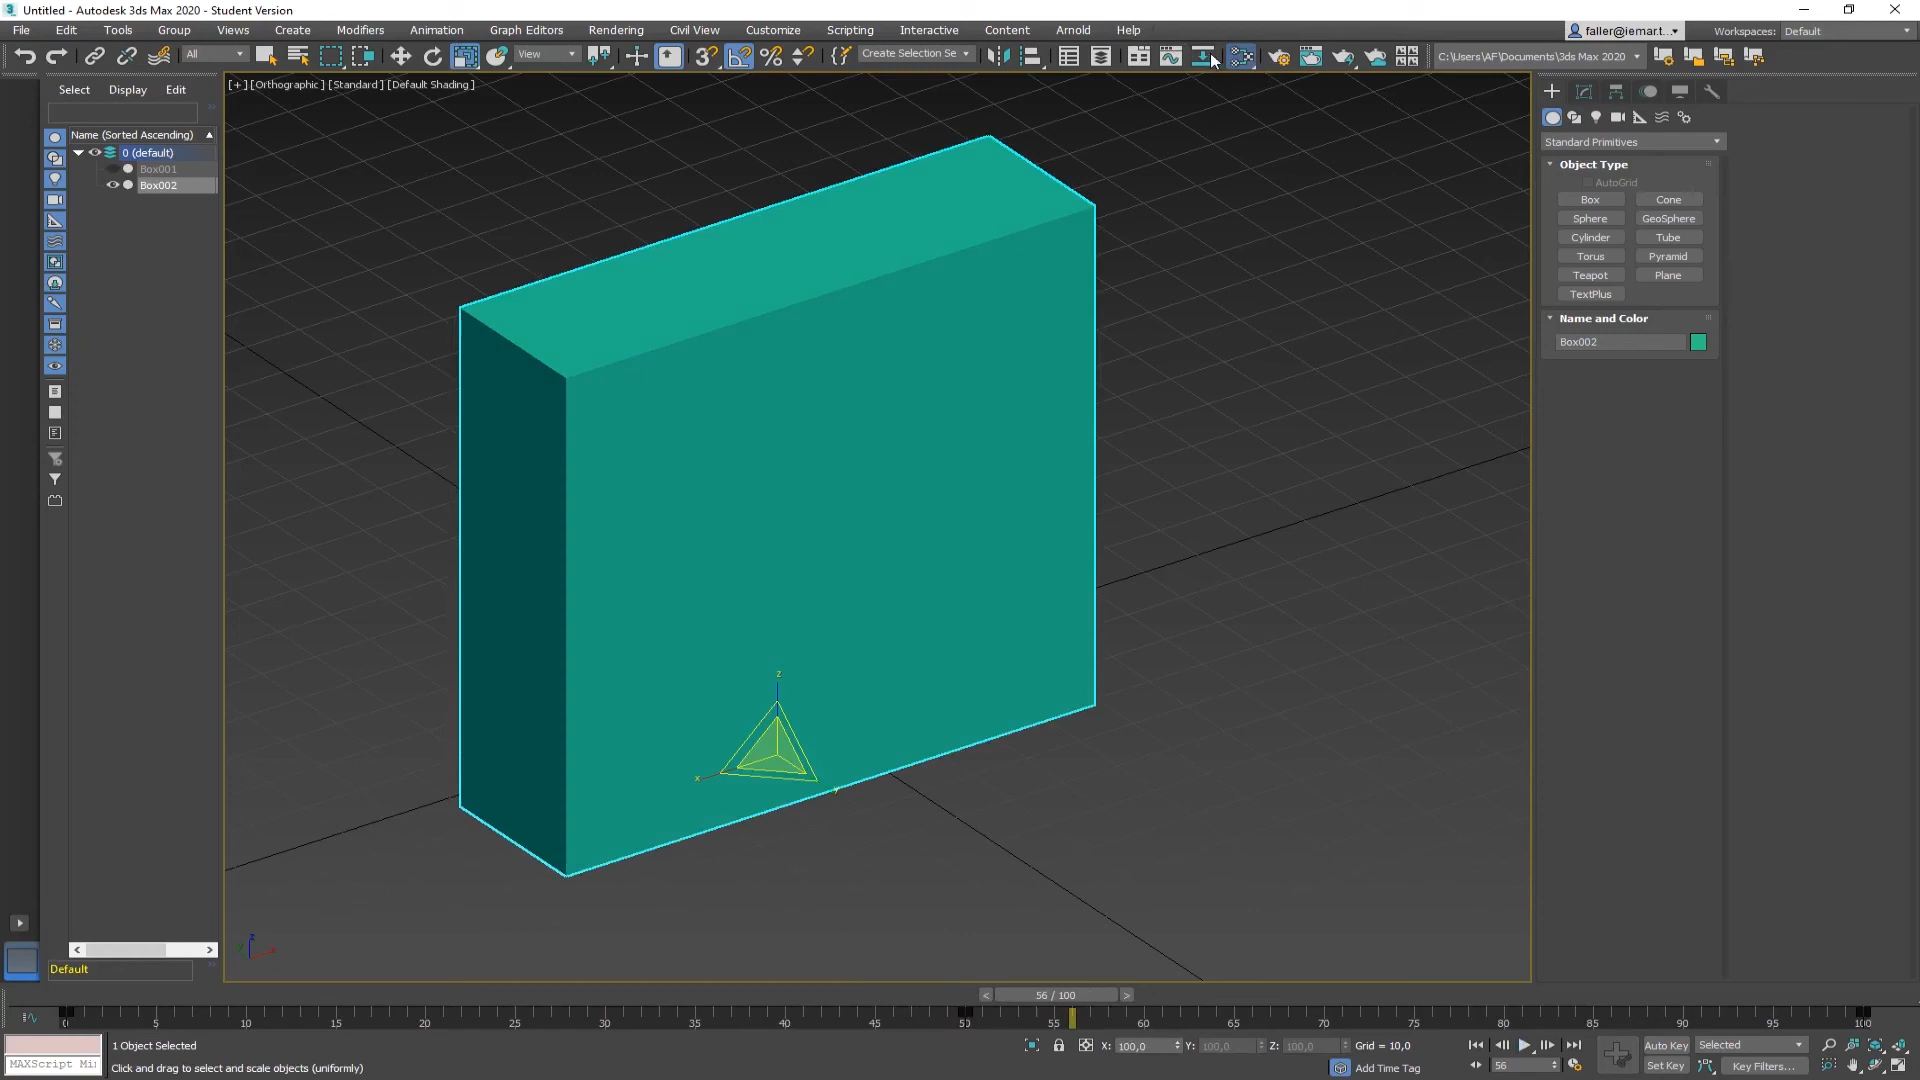 Untitled - Autodesk 3ds Max 2020 - Student Version
File Edit Tools Group Views Create Modifiers Animation Graph Editors Rendering Civil View Customize Scripting Interactive Content Arnold Help
faller@iemar.t... Workspaces: Default
All View Create Selection Se C:\Users\AF\Documents\3ds Max 2020
[+] [Orthographic] [Standard] [Default Shading]
Select Display Edit
Name (Sorted Ascending)
0 (default)
Box001
Box002
Standard Primitives
Object Type
AutoGrid
Box Cone
Sphere GeoSphere
Cylinder Tube
Torus Pyramid
Teapot Plane
TextPlus
Name and Color
Box002
z
x
y
z
y
x
Default
< 56 / 100 >
0 5 10 15 20 25 30 35 40 45 50 55 60 65 70 75 80 85 90 95 100
1 Object Selected
X: 100,0 Y: 100,0 Z: 100,0 Grid = 10,0
Auto Key Selected
MAXScript Mi
Click and drag to select and scale objects (uniformly)
Add Time Tag
56
Set Key Key Filters...